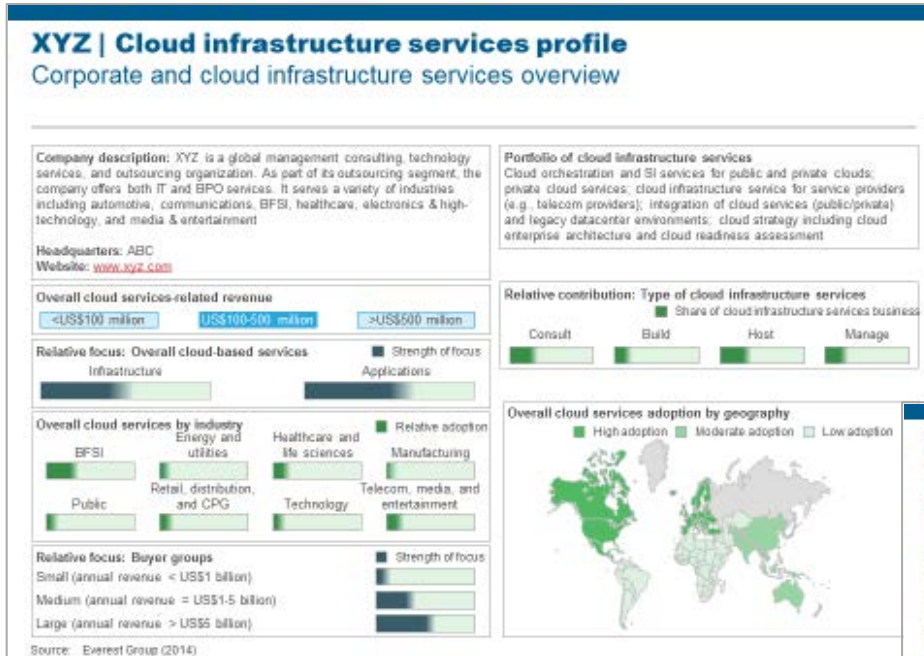 XYZ | Cloud infrastructure services profile
Corporate and cloud infrastructure services overview
Company description: XYZ is a global management consulting, technology
services, and outsourcing organization. As part of its outsourcing segment, the
company offers both IT and BPO services. It serves a variety of industries
including automotive, communications, BFSI, healthcare, electronics & high-
technology, and media & entertainment
Headquarters: ABC
Website: www.xyz.com
Overall cloud services-related revenue
<US$100 million
US$100-500 million
>US$500 million
Relative focus: Overall cloud-based services
Strength of focus
Infrastructure
Applications
Overall cloud services by industry
Relative adoption
BFSI
Energy and
utilities
Healthcare and
life sciences
Manufacturing
Public
Retail, distribution,
and CPG
Technology
Telecom, media, and
entertainment
Relative focus: Buyer groups
Strength of focus
Small (annual revenue < US$1 billion)
Medium (annual revenue = US$1-5 billion)
Large (annual revenue > US$5 billion)
Source: Everest Group (2014)
Portfolio of cloud infrastructure services
Cloud orchestration and SI services for public and private clouds;
private cloud services; cloud infrastructure service for service providers
(e.g., telecom providers); integration of cloud services (public/private)
and legacy datacenter environments; cloud strategy including cloud
enterprise architecture and cloud readiness assessment
Relative contribution: Type of cloud infrastructure services
Share of cloud infrastructure services business
Consult
Build
Host
Manage
Overall cloud services adoption by geography
High adoption
Moderate adoption
Low adoption